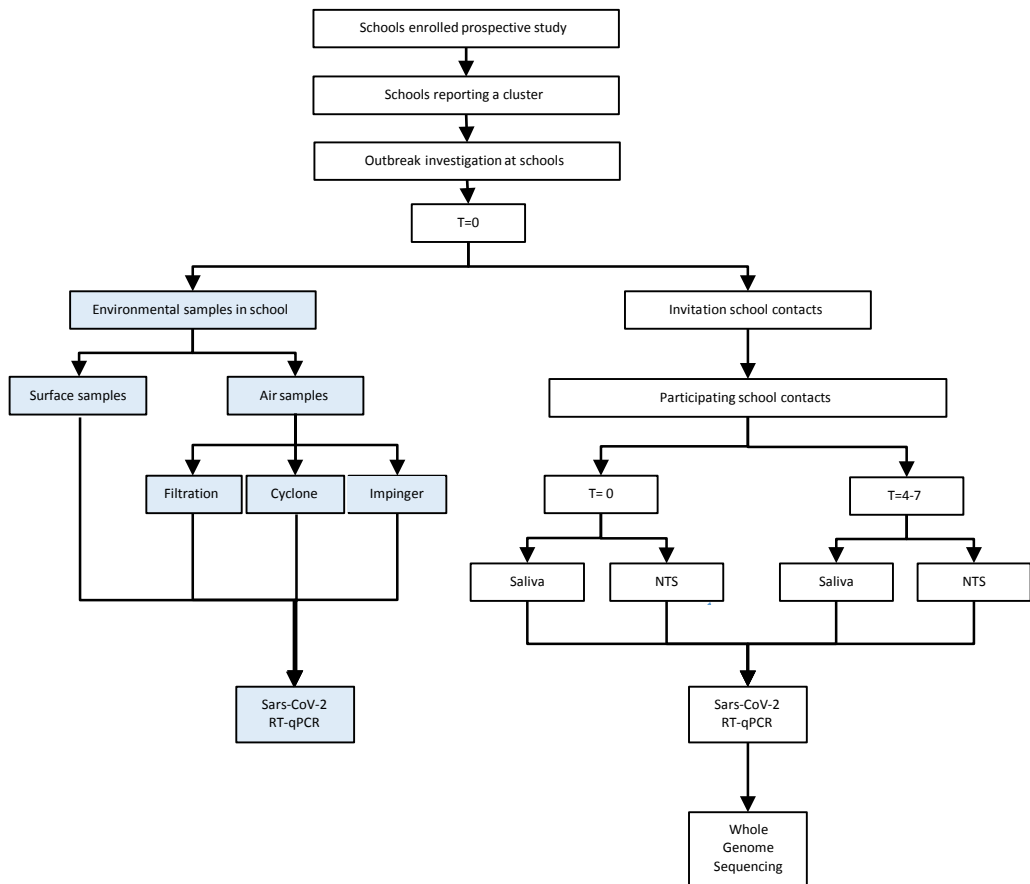 Schools enrolled prospective study
Schools reporting a cluster
Outbreak investigation at schools
T=0
Environmental samples in school
Invitation school contacts
Surface samples
Air samples
Participating school contacts
Filtration
Cyclone
Impinger
T= 0
T=4-7
Saliva
NTS
Saliva
NTS
Sars-CoV-2
RT-qPCR
Sars-CoV-2
RT-qPCR
Whole
Genome
Sequencing